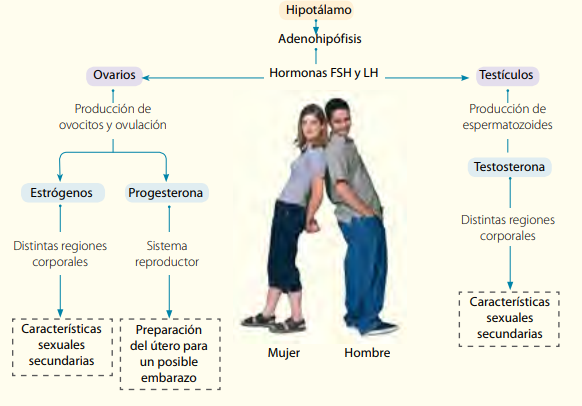 Hipotálamo
Adenohipófisis
Ovarios
Hormonas FSH y LH
Testículos
Producción de
ovocitos y ovulación
Producción de
espermatozoides
Estrógenos
Progesterona
Testosterona
Distintas regiones
corporales
Sistema
reproductor
Distintas regiones
corporales
Características
sexuales
secundarias
Preparación
del útero para
un posible
embarazo
Características
sexuales
secundarias
Mujer
Hombre